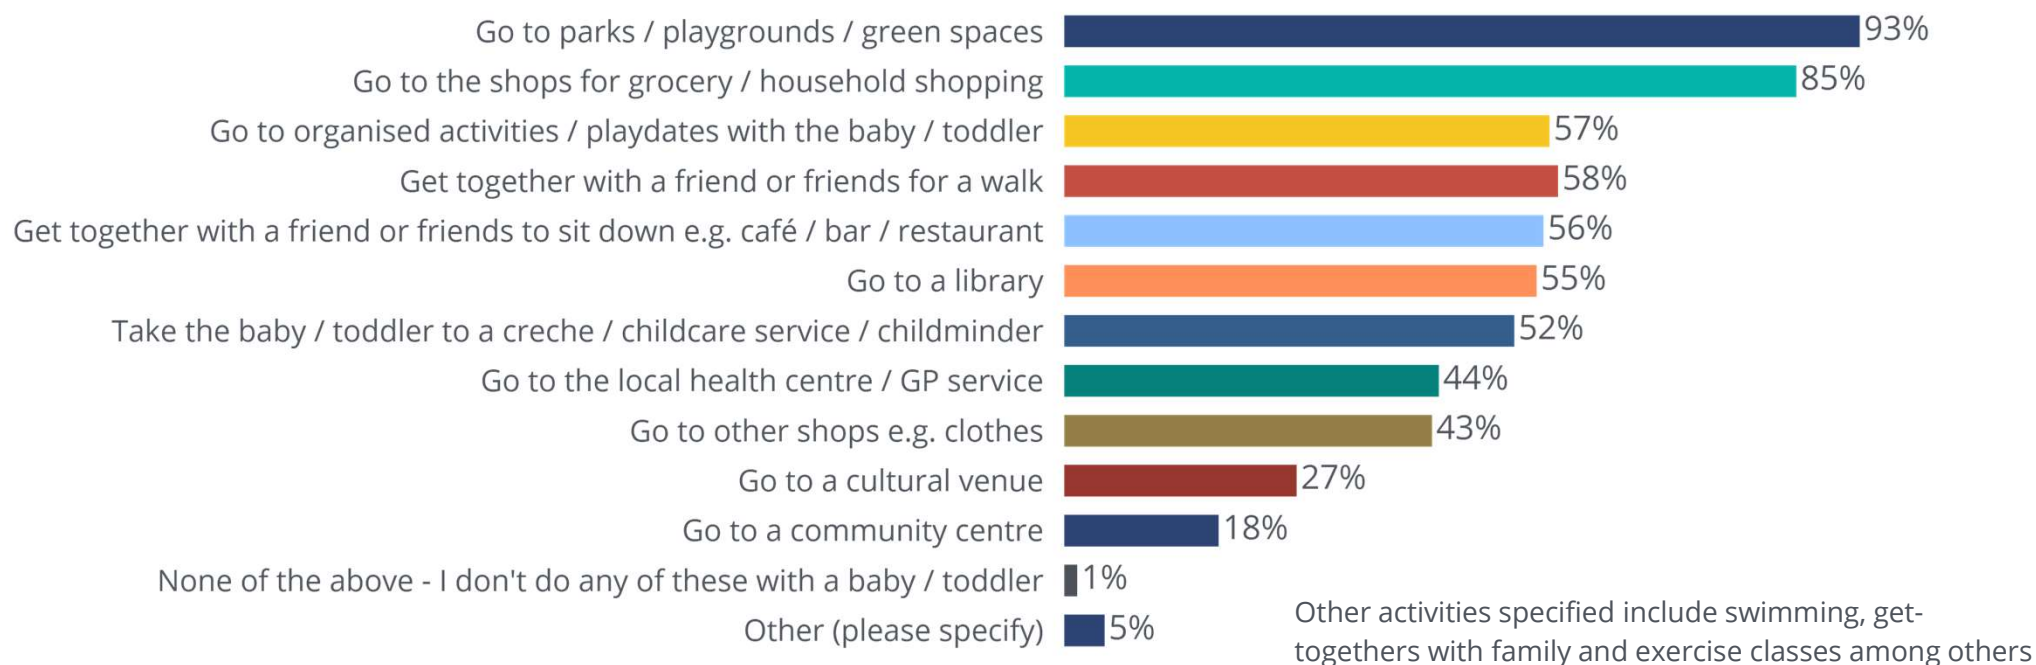 Go to parks / playgrounds / green spaces 93%
Go to the shops for grocery / household shopping 85%
Go to organised activities / playdates with the baby / toddler 57%
Get together with a friend or friends for a walk 58%
Get together with a friend or friends to sit down e.g. café / bar / restaurant 56%
Go to a library 55%
Take the baby / toddler to a creche / childcare service / childminder 52%
Go to the local health centre / GP service 44%
Go to other shops e.g. clothes 43%
Go to a cultural venue 27%
Go to a community centre 18%
None of the above - I don't do any of these with a baby / toddler 1%
Other (please specify) 5%
Other activities specified include swimming, get-
togethers with family and exercise classes among others